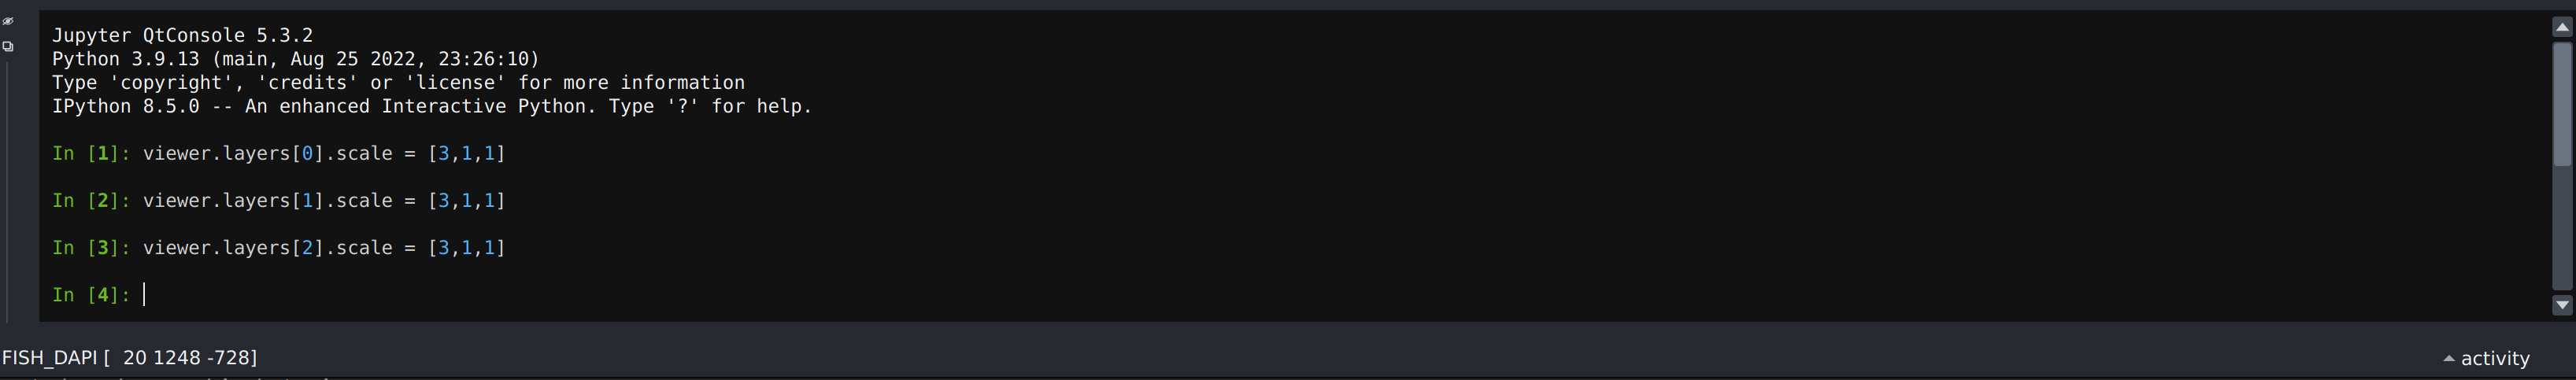 Jupyter QtConsole 5.3.2
Python 3.9.13 (main, Aug 25 2022, 23:26:10)
Type 'copyright', 'credits' or 'license' for more information
IPython 8.5.0 -- An enhanced Interactive Python. Type '?' for help.
In [1]: viewer.layers[0].scale = [3,1,1]
In [2]: viewer.layers[1].scale = [3,1,1]
In [3]: viewer.layers[2].scale = [3,1,1]
In [4]:
FISH_DAPI [  20 1248 -728]
activity